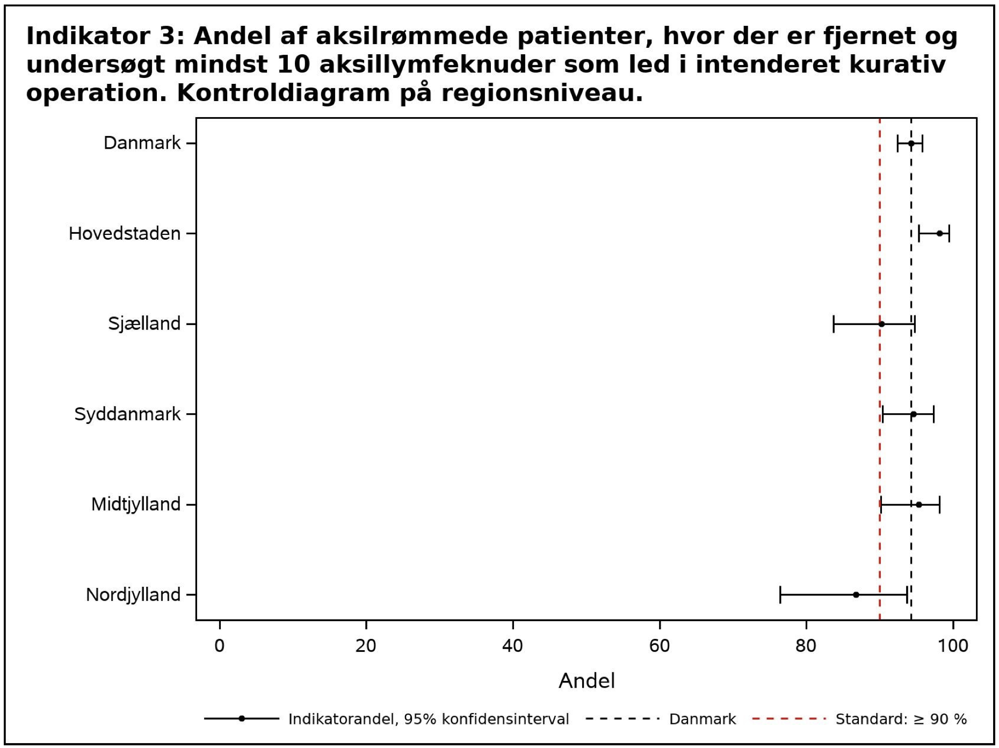 Indikator 3: Andel af aksilrømmede patienter, hvor der er fjernet og
undersøgt mindst 10 aksillymfeknuder som led i intenderet kurativ
operation. Kontroldiagram på regionsniveau.
Danmark
Hovedstaden
Sjælland
Syddanmark
Midtjylland
Nordjylland
0 20 40 60 80 100
Andel
Indikatorandel, 95% konfidensinterval Danmark Standard: ≥ 90 %